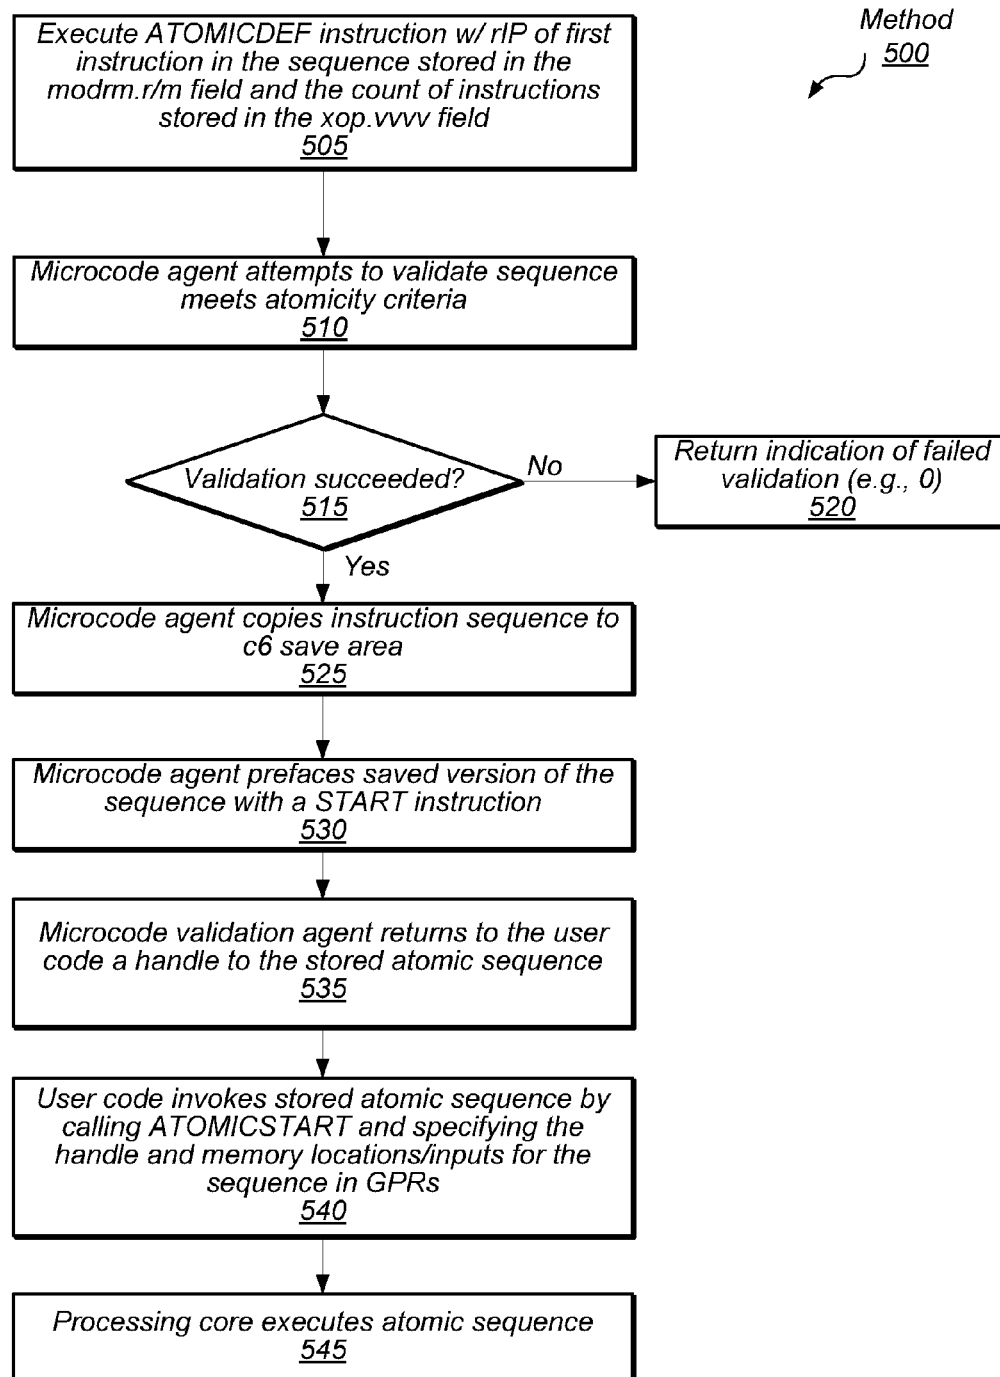 Method
500
Execute ATOMICDEF instruction w/ rIP of first
instruction in the sequence stored in the
modrm.r/m field and the count of instructions
stored in the xop.vvvv field
505
Microcode agent attempts to validate sequence
meets atomicity criteria
510
Validation succeeded?
515
No
Return indication of failed
validation (e.g., 0)
520
Yes
Microcode agent copies instruction sequence to
c6 save area
525
Microcode agent prefaces saved version of the
sequence with a START instruction
530
Microcode validation agent returns to the user
code a handle to the stored atomic sequence
535
User code invokes stored atomic sequence by
calling ATOMICSTART and specifying the
handle and memory locations/inputs for the
sequence in GPRs
540
Processing core executes atomic sequence
545